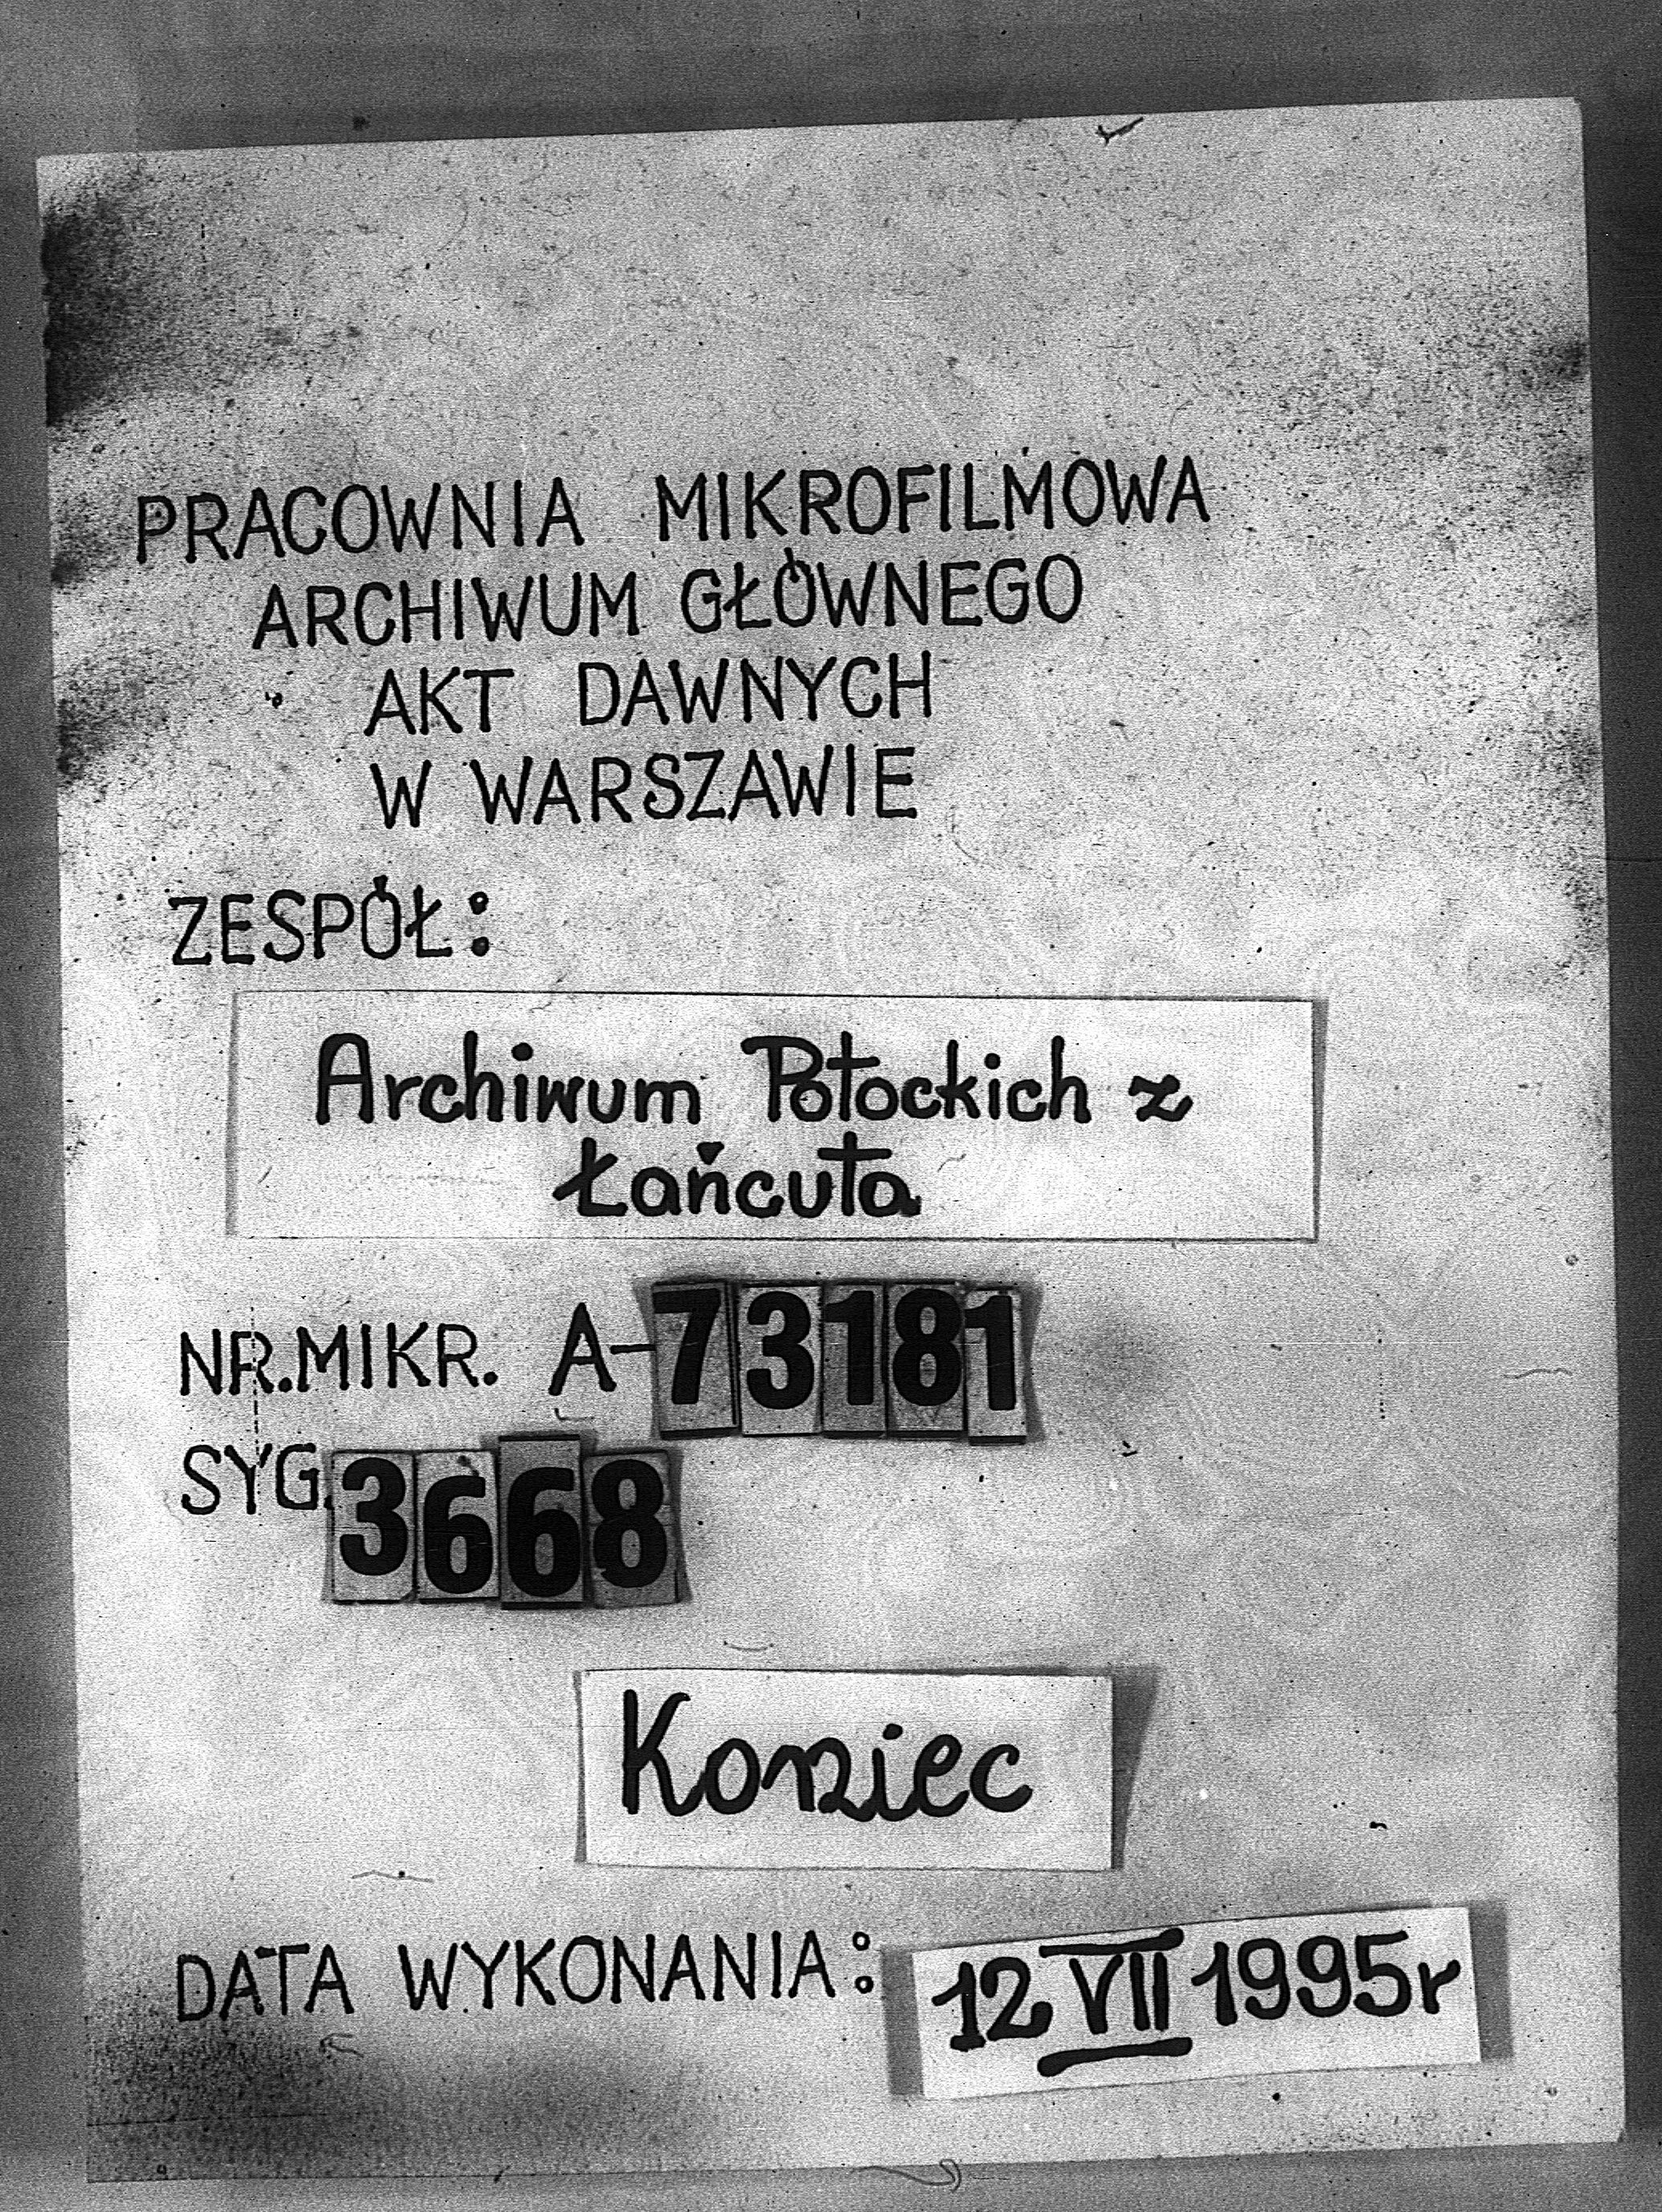 PRACOWNIA MIKROFILMOWA
ARCHIWUM GŁÓWNEGO
AKT DAWNYCH
W WARSZAWIE
ZESPÓŁ:
Archiwum Potockich z
Łańcuta
NR.MIKR. A-73181
SYG.3668
Koniec
DATA WYKONANIA: 12 VII 1995r